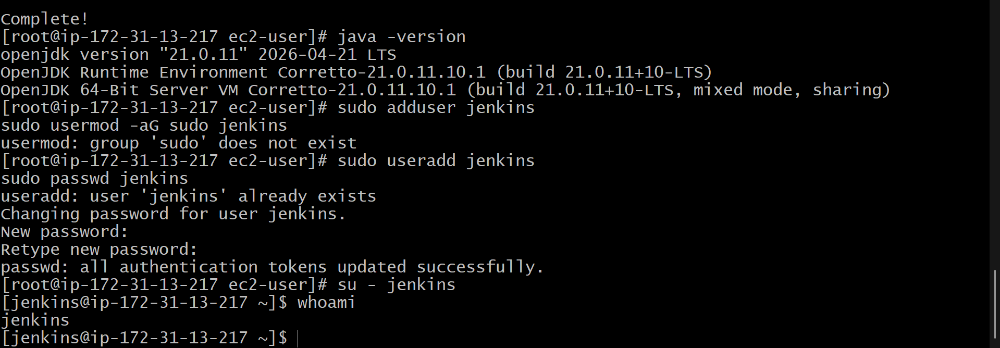 Complete!
[root@ip-172-31-13-217 ec2-user]# java -version
openjdk version "21.0.11" 2026-04-21 LTS
OpenJDK Runtime Environment Corretto-21.0.11.10.1 (build 21.0.11+10-LTS)
OpenJDK 64-Bit Server VM Corretto-21.0.11.10.1 (build 21.0.11+10-LTS, mixed mode, sharing)
[root@ip-172-31-13-217 ec2-user]# sudo adduser jenkins
sudo usermod -aG sudo jenkins
usermod: group 'sudo' does not exist
[root@ip-172-31-13-217 ec2-user]# sudo useradd jenkins
sudo passwd jenkins
useradd: user 'jenkins' already exists
Changing password for user jenkins.
New password:
Retype new password:
passwd: all authentication tokens updated successfully.
[root@ip-172-31-13-217 ec2-user]# su - jenkins
[jenkins@ip-172-31-13-217 ~]$ whoami
jenkins
[jenkins@ip-172-31-13-217 ~]$